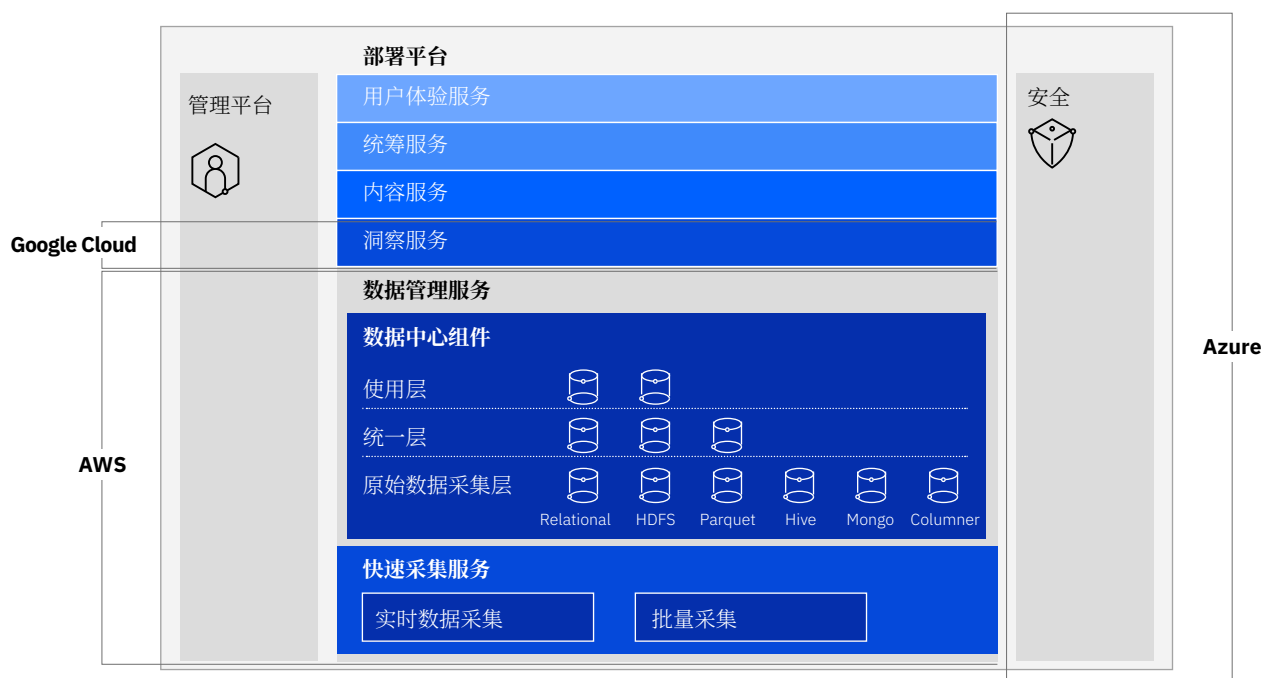 部署平台
管理平台
用户体验服务
安全
统筹服务
内容服务
Google Cloud
洞察服务
数据管理服务
数据中心组件
Azure
使用层
统一层
AWS
原始数据采集层
Relational HDFS Parquet Hive Mongo Columner
快速采集服务
实时数据采集 批量采集